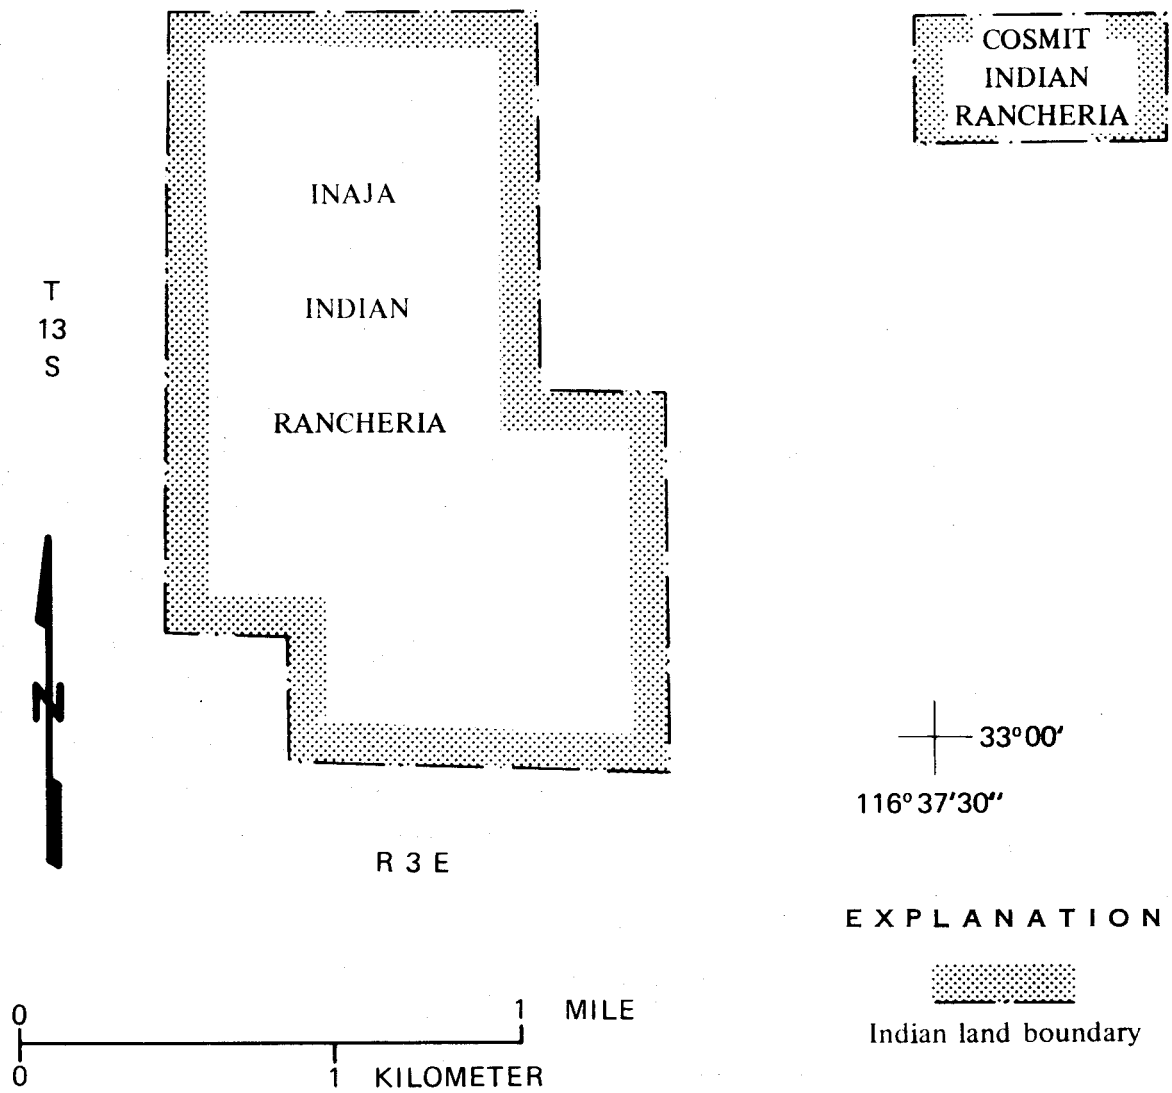 COSMIT
INDIAN
RANCHERIA
INAJA
INDIAN
RANCHERIA
T
13
S
N
33°00'
116°37'30"
R 3 E
EXPLANATION
Indian land boundary
0 1 MILE
0 1 KILOMETER